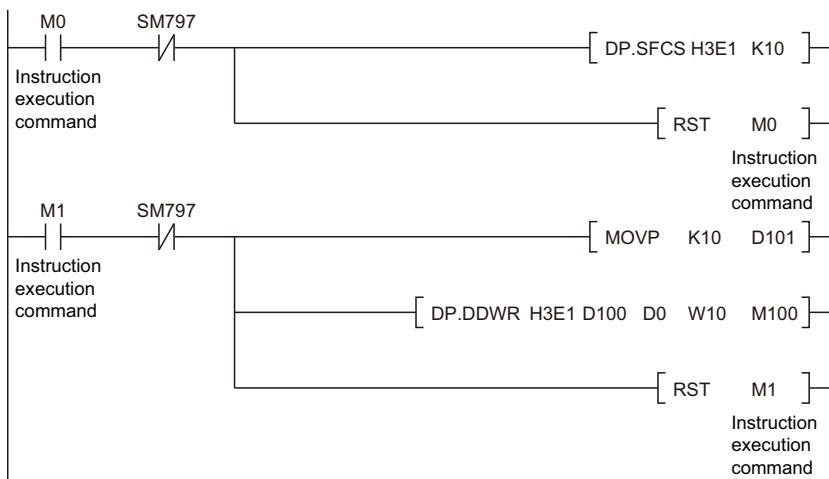 M0 SM797
DP.SFCS H3E1 K10
Instruction
execution
command
RST M0
Instruction
execution
command
M1 SM797
MOVP K10 D101
Instruction
execution
command
DP.DDWR H3E1 D100 D0 W10 M100
RST M1
Instruction
execution
command